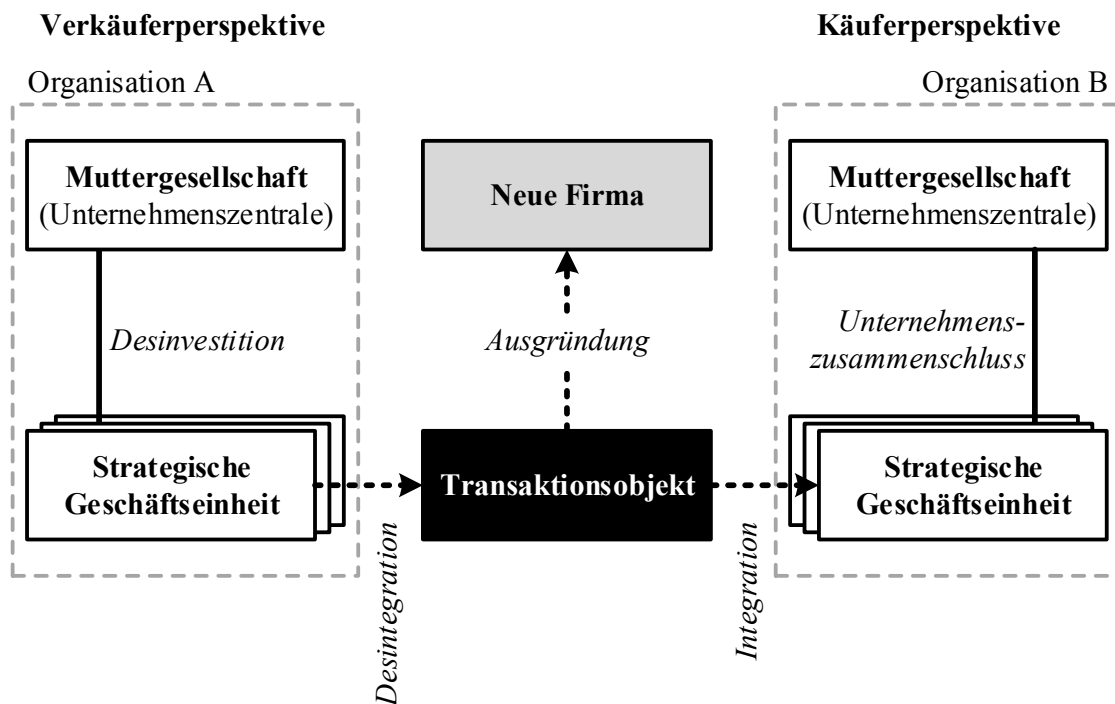 Verkäuferperspektive
Käuferperspektive
Organisation A
Organisation B
Muttergesellschaft
(Unternehmenszentrale)
Neue Firma
Muttergesellschaft
(Unternehmenszentrale)
Desinvestition
Ausgründung
Unternehmens-
zusammenschluss
Strategische
Geschäftseinheit
Transaktionsobjekt
Strategische
Geschäftseinheit
Desintegration
Integration